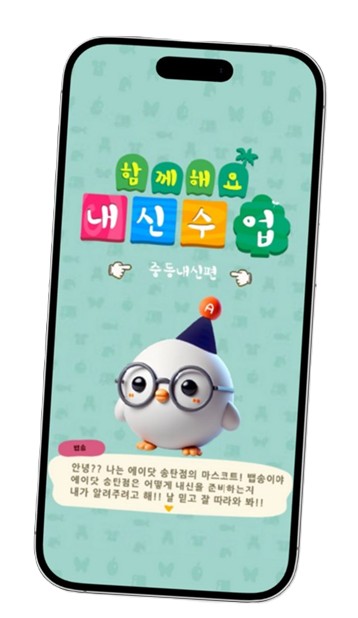 함께해요
내신수업
중등내신편
A
뱁송
안녕?? 나는 에이닷 송탄점의 마스코트! 뱁송이야
에이닷 송탄점은 어떻게 내신을 준비하는지
내가 알려주려고 해!! 날 믿고 잘 따라와 봐!!